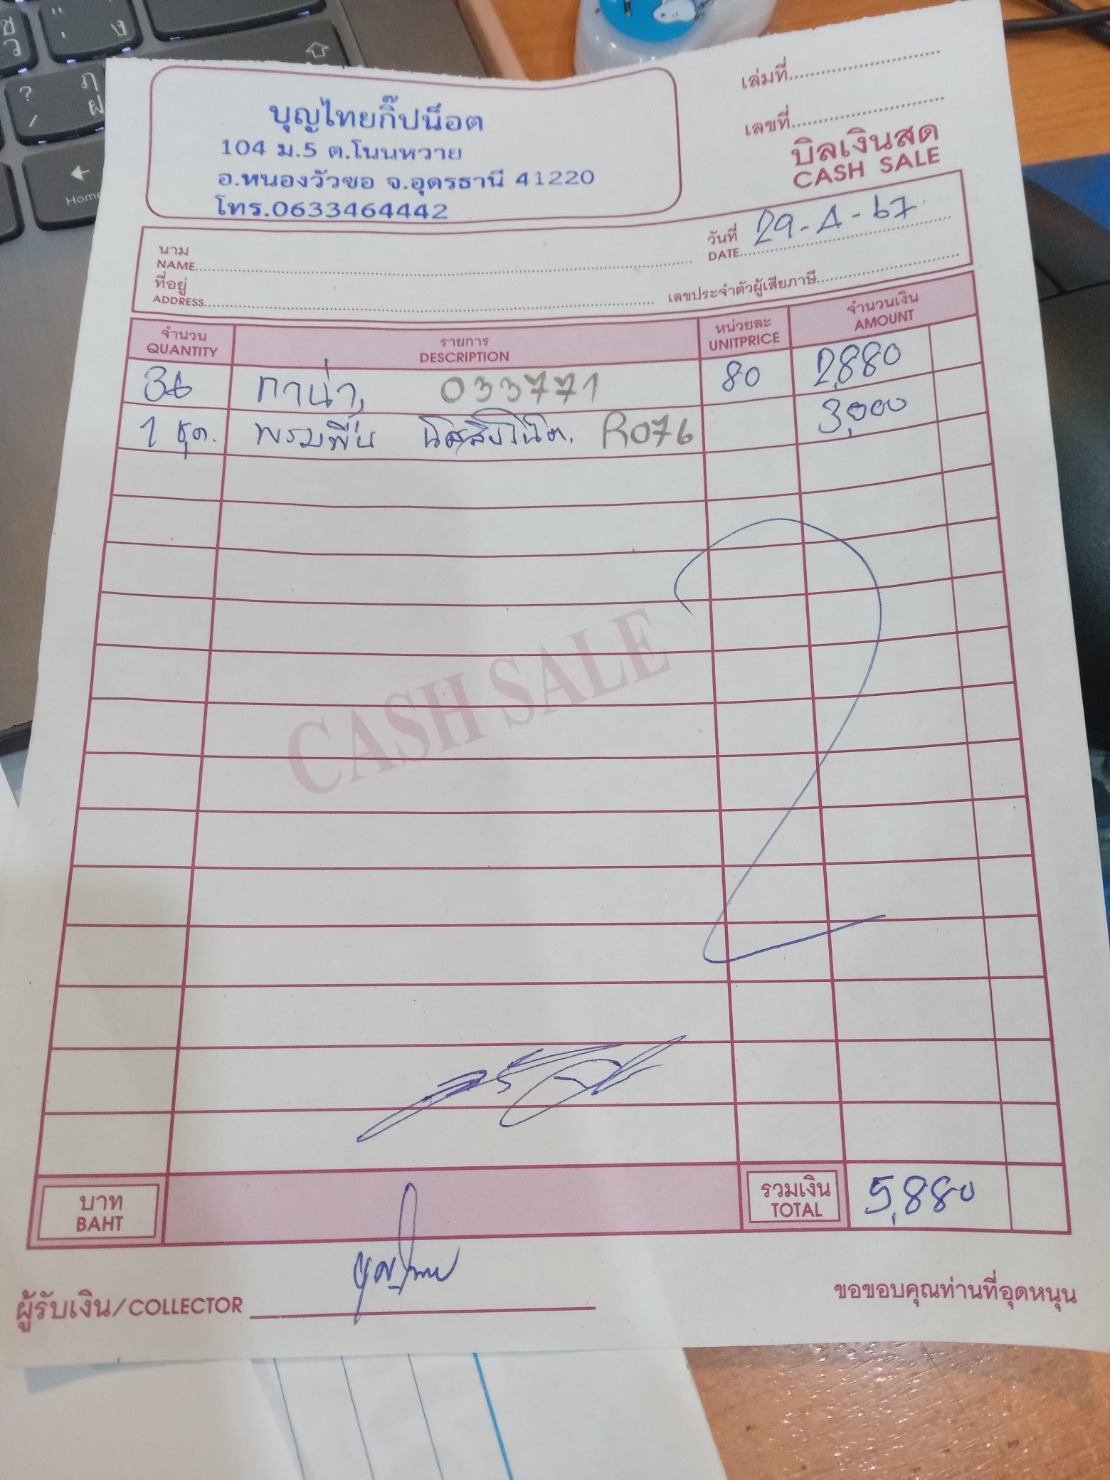 เล่มที่
เลขที่
บุญไทยกิ๊ปน็อต
104 ม.5 ต.โนนหวาย
อ.หนองวัวซอ จ.อุดรธานี 41220
โทร.0633464442
บิลเงินสด
CASH SALE
นาม
NAME
วันที่ 29-4-67
DATE
ที่อยู่
ADDRESS
เลขประจำตัวผู้เสียภาษี
จำนวน รายการ หน่วยละ จำนวนเงิน
QUANTITY DESCRIPTION UNITPRICE AMOUNT
36 กาน่า 033771 80 2,880
1 ชุด. พรมพื้น R076 3,000
CASH SALE
บาท
BAHT
รวมเงิน 5,880
TOTAL
บุญไทย
ผู้รับเงิน/COLLECTOR
ขอขอบคุณท่านที่อุดหนุน